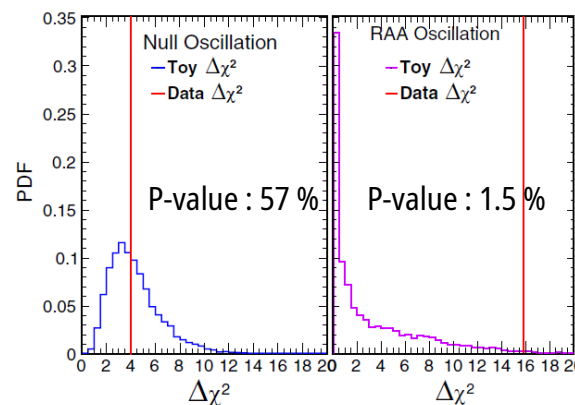 0.35
0.3
0.25
0.2
0.15
0.1
0.05
0
PDF
Null Oscillation
Toy Δχ²
Data Δχ²
P-value : 57 %
0 2 4 6 8 10 12 14 16 18 20
Δχ²
RAA Oscillation
Toy Δχ²
Data Δχ²
P-value : 1.5 %
0 2 4 6 8 10 12 14 16 18 20
Δχ²